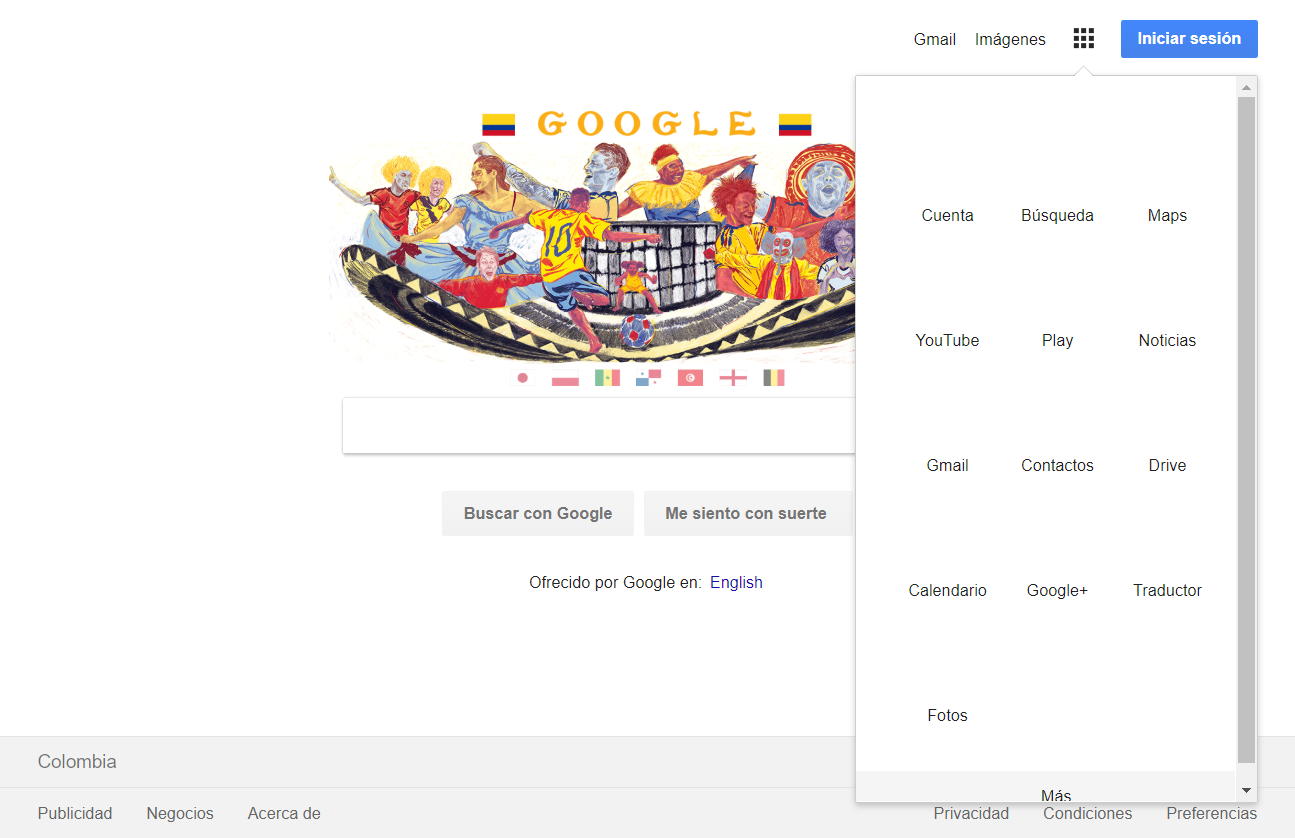 Gmail Imágenes Iniciar sesión
GOOGLE
10
Cuenta Búsqueda Maps
YouTube Play Noticias
Gmail Contactos Drive
Buscar con Google Me siento con suerte
Ofrecido por Google en: English
Calendario Google+ Traductor
Fotos
Más
Colombia
Publicidad Negocios Acerca de Privacidad Condiciones Preferencias